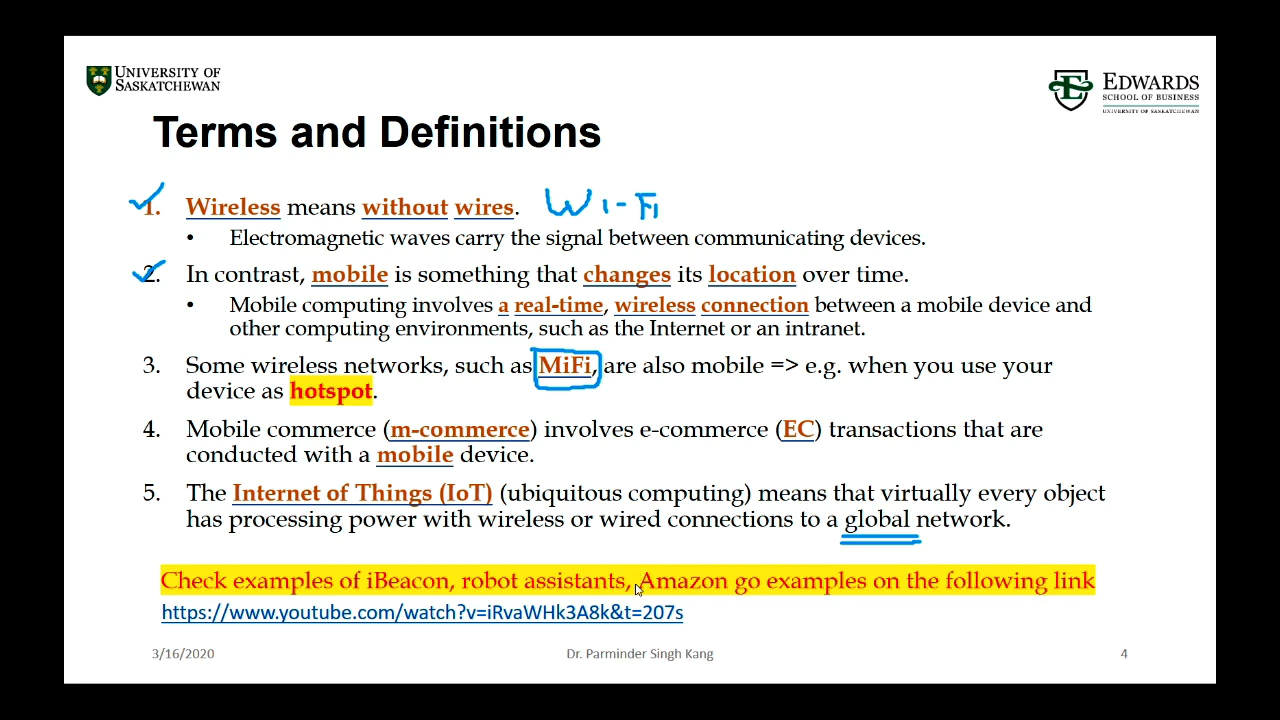 UNIVERSITY OF
SASKATCHEWAN
EDWARDS
SCHOOL OF BUSINESS
UNIVERSITY OF SASKATCHEWAN
Terms and Definitions
1. Wireless means without wires. Wi-Fi
• Electromagnetic waves carry the signal between communicating devices.
2. In contrast, mobile is something that changes its location over time.
• Mobile computing involves a real-time, wireless connection between a mobile device and
other computing environments, such as the Internet or an intranet.
3. Some wireless networks, such as MiFi, are also mobile => e.g. when you use your
device as hotspot.
4. Mobile commerce (m-commerce) involves e-commerce (EC) transactions that are
conducted with a mobile device.
5. The Internet of Things (IoT) (ubiquitous computing) means that virtually every object
has processing power with wireless or wired connections to a global network.
Check examples of iBeacon, robot assistants, Amazon go examples on the following link
https://www.youtube.com/watch?v=iRvaWHk3A8k&t=207s
3/16/2020 Dr. Parminder Singh Kang 4